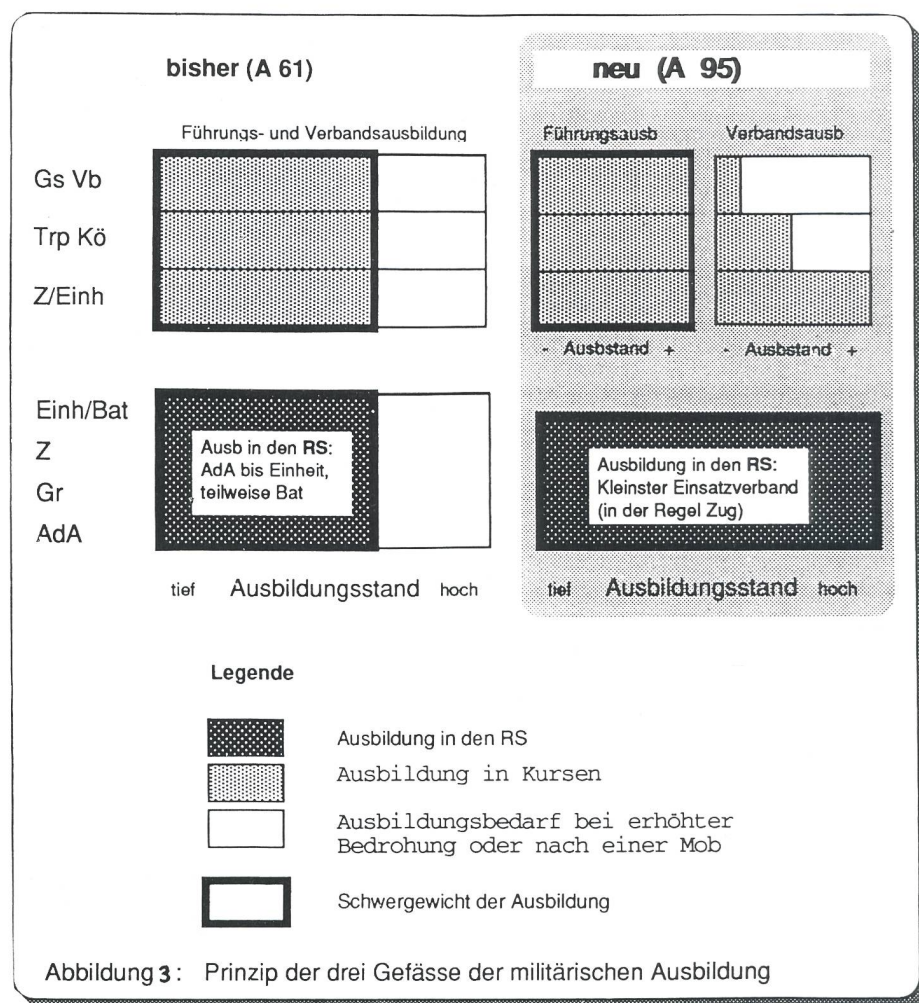 bisher (A 61)
neu (A 95)
Führungs- und Verbandsausbildung
Führungsausb
Verbandsausb
Gs Vb
Trp Kö
Z/Einh
- Ausbstand +
- Ausbstand +
Einh/Bat
Z
Gr
AdA
Ausb in den RS:
AdA bis Einheit,
teilweise Bat
Ausbildung in den RS:
Kleinster Einsatzverband
(in der Regel Zug)
tief Ausbildungsstand hoch
tief Ausbildungsstand hoch
Legende
Ausbildung in den RS
Ausbildung in Kursen
Ausbildungsbedarf bei erhöhter
Bedrohung oder nach einer Mob
Schwergewicht der Ausbildung
Abbildung 3: Prinzip der drei Gefässe der militärischen Ausbildung